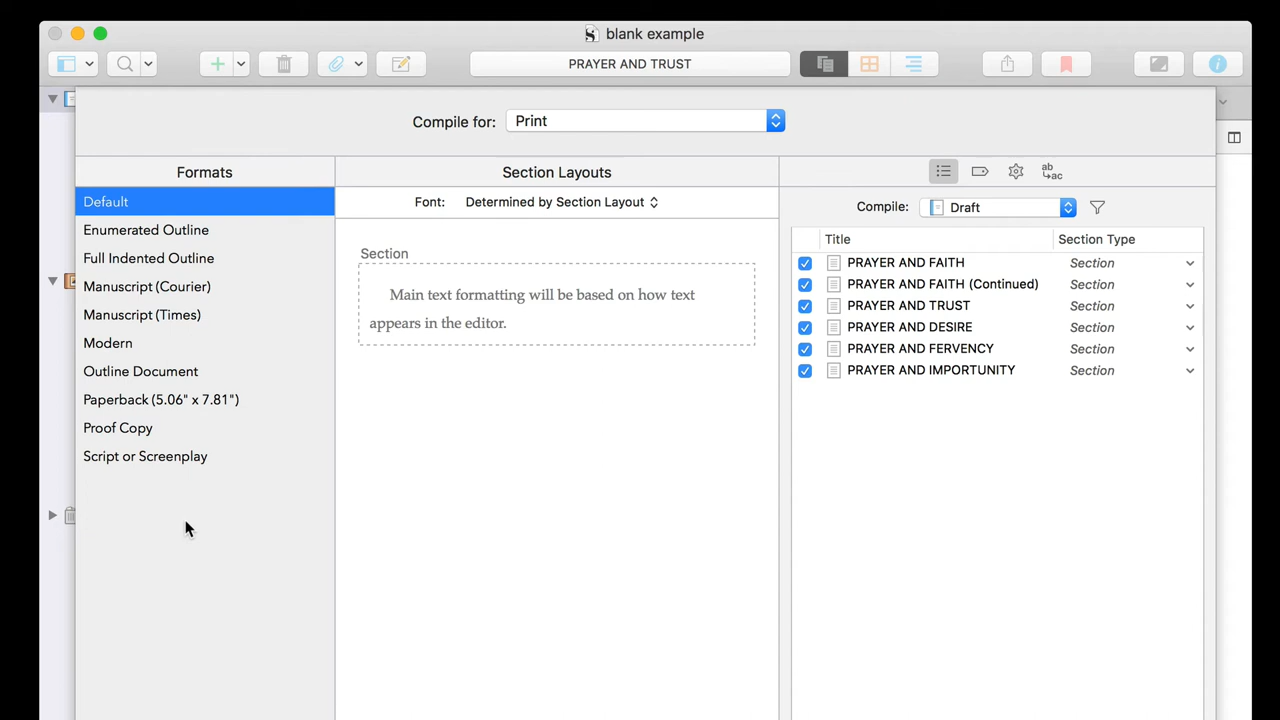 blank example
PRAYER AND TRUST
Compile for: Print
Formats
Default
Enumerated Outline
Full Indented Outline
Manuscript (Courier)
Manuscript (Times)
Modern
Outline Document
Paperback (5.06" x 7.81")
Proof Copy
Script or Screenplay
Section Layouts
Font: Determined by Section Layout
Section
Main text formatting will be based on how text
appears in the editor.
ab
ac
Compile: Draft
Title Section Type
PRAYER AND FAITH Section
PRAYER AND FAITH (Continued) Section
PRAYER AND TRUST Section
PRAYER AND DESIRE Section
PRAYER AND FERVENCY Section
PRAYER AND IMPORTUNITY Section